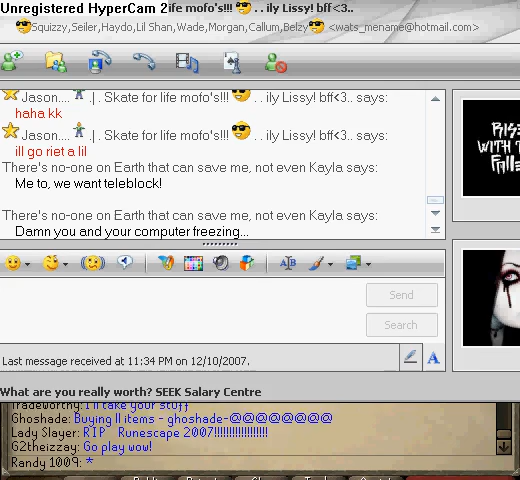 Unregistered HyperCam 2ife mofo's!!! . . ily Lissy! bff<3..
Squizzy,Seiler,Haydo,Lil Shan,Wade,Morgan,Callum,Belzy <wats_mename@hotmail.com>
Jason.... .|. Skate for life mofo's!!! . . ily Lissy! bff<3.. says:
haha kk
Jason.... .|. Skate for life mofo's!!! . . ily Lissy! bff<3.. says:
ill go riet a lil
There's no-one on Earth that can save me, not even Kayla says:
Me to, we want teleblock!
There's no-one on Earth that can save me, not even Kayla says:
Damn you and your computer freezing...
RISE
WITH THE
FALLEN
Send
Search
Last message received at 11:34 PM on 12/10/2007.
What are you really worth? SEEK Salary Centre
Tradeworthy: I'll take your stuff
Ghoshade: Buying ll items - ghoshade-@@@@@@@@@
Lady Slayer: R I P Runescape 2007!!!!!!!!!!!!!!!!!!
G2theizzay: Go play wow!
Randy 1009: *